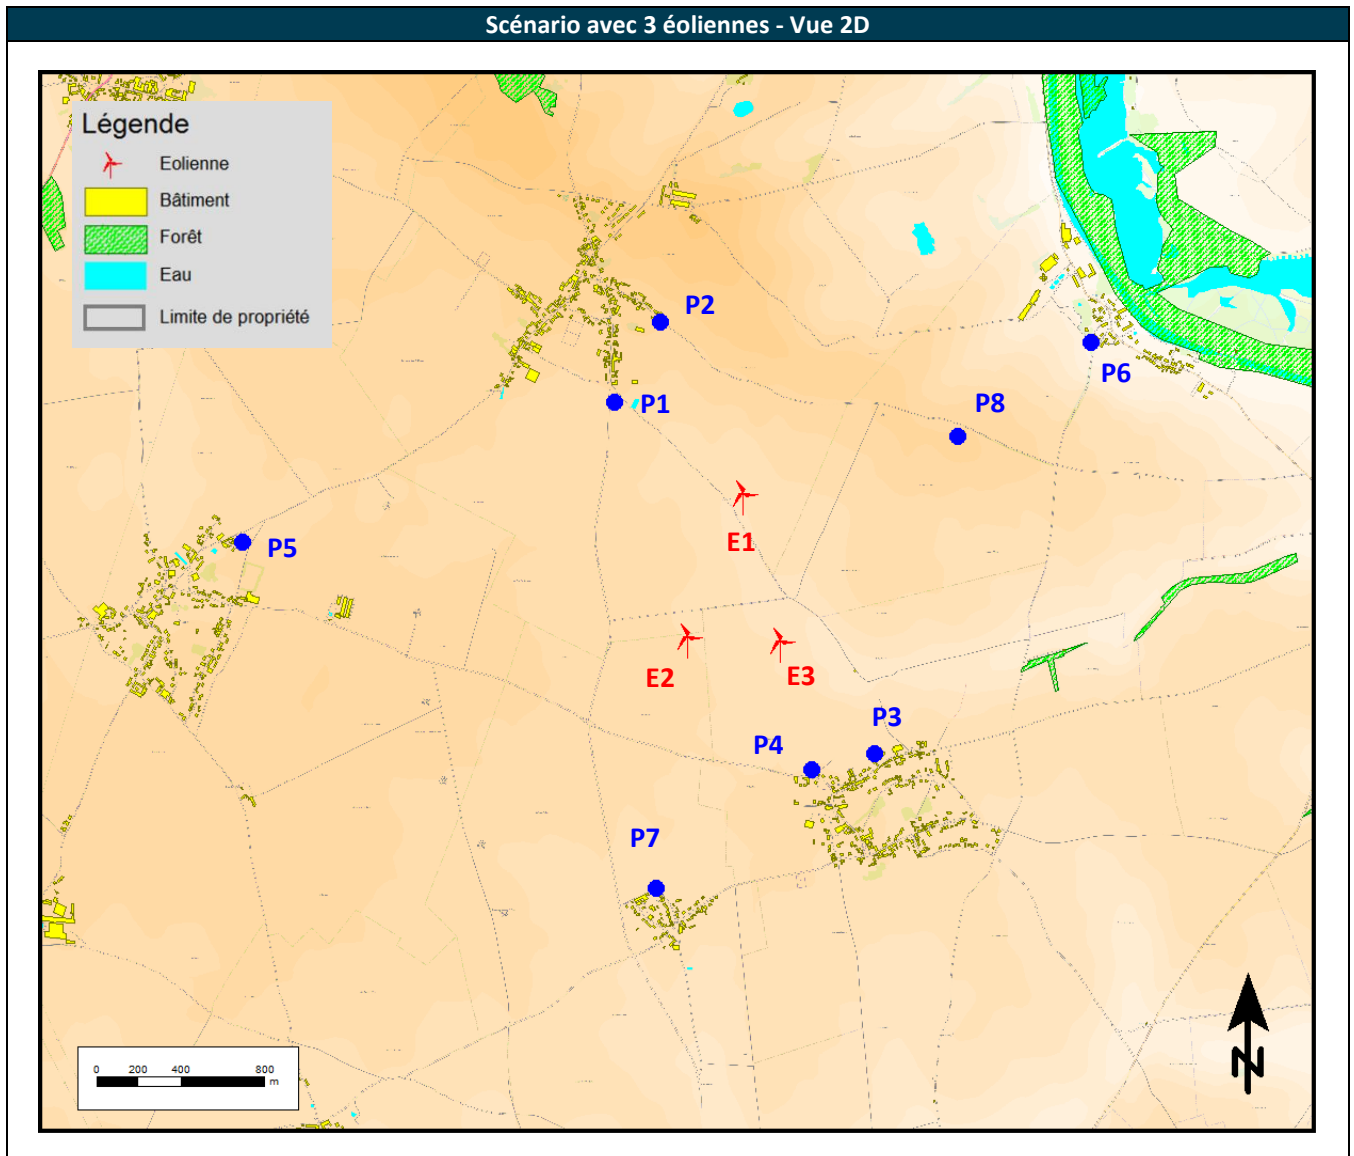 Scénario avec 3 éoliennes - Vue 2D
Légende
Eolienne
Bâtiment
Forêt
Eau
Limite de propriété
P2
P6
P1
P8
E1
P5
E2
E3
P3
P4
P7
0 200 400 800
m
N